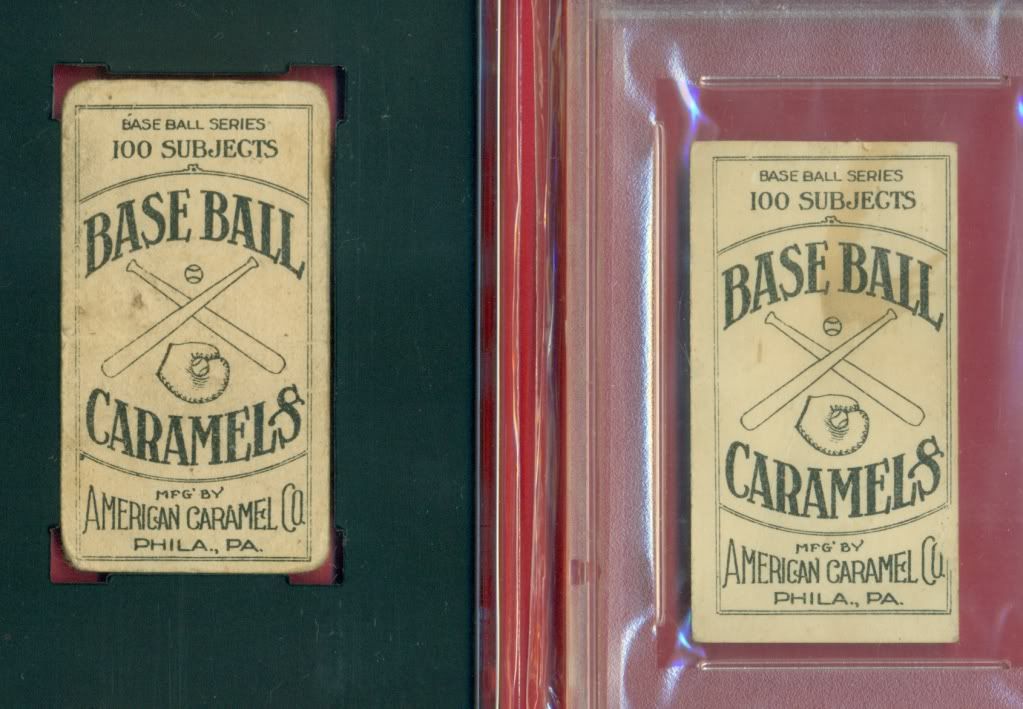 BASE BALL SERIES
100 SUBJECTS
BASE BALL
CARAMELS
MFG' BY
AMERICAN CARAMEL CO.
PHILA., PA.
BASE BALL SERIES
100 SUBJECTS
BASE BALL
CARAMELS
MFG' BY
AMERICAN CARAMEL CO.
PHILA., PA.